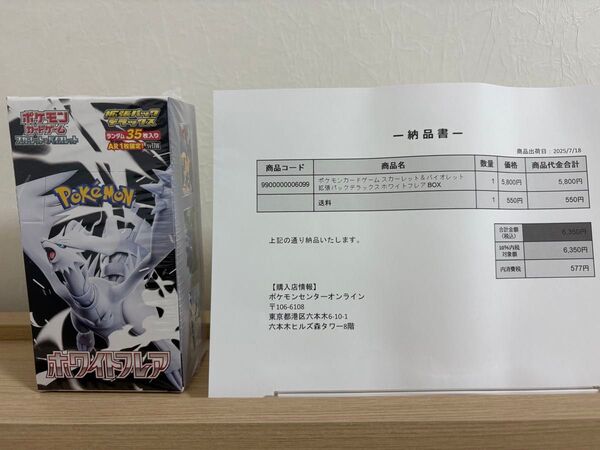 ポケモン
カードゲーム
スカーレット&バイオレット
拡張パック
デラックス
ランダム35枚入り
AR1枚確定!
POKÉMON
ホワイトフレア
ー納品書ー
商品出荷日:2025/7/18
商品コード 商品名 数量 価格 商品代金合計
9900000006099 ポケモンカードゲーム スカーレット&バイオレット 拡張パックデラックス ホワイトフレア BOX 1 5,800円 5,800円
送料 1 550円 550円
合計金額(税込) 6,350円
10%内税対象額 6,350円
内消費税 577円
上記の通り納品いたします。
【購入店情報】
ポケモンセンターオンライン
〒106-6108
東京都港区六本木6-10-1
六本木ヒルズ森タワー8階